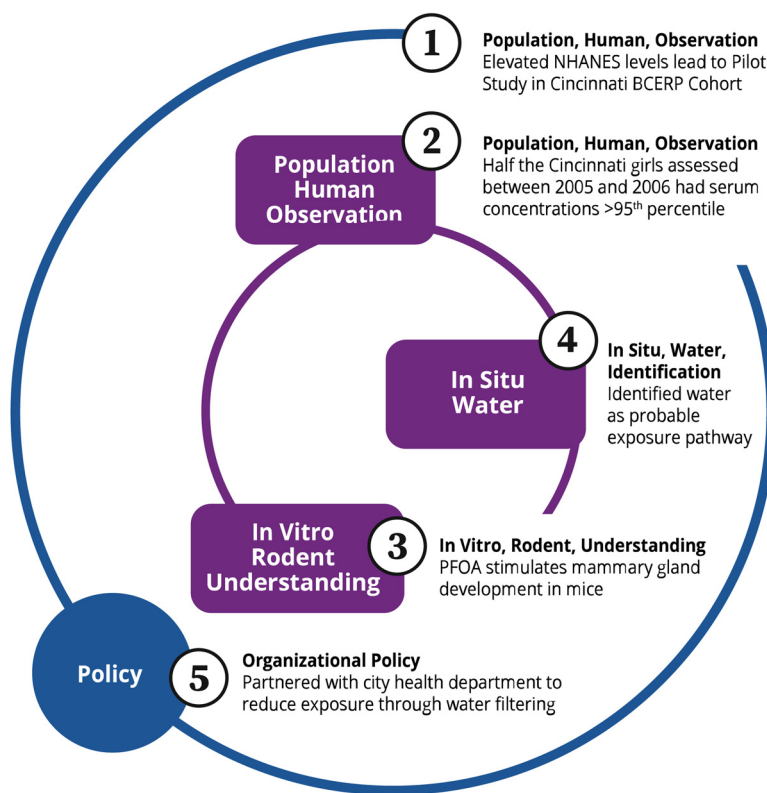 1
Population, Human, Observation
Elevated NHANES levels lead to Pilot
Study in Cincinnati BCERP Cohort
2
Population, Human, Observation
Half the Cincinnati girls assessed
between 2005 and 2006 had serum
concentrations >95th percentile
Population
Human
Observation
4
In Situ, Water,
Identification
Identified water
as probable
exposure pathway
In Situ
Water
In Vitro
Rodent
Understanding
3
In Vitro, Rodent, Understanding
PFOA stimulates mammary gland
development in mice
Policy
5
Organizational Policy
Partnered with city health department to
reduce exposure through water filtering